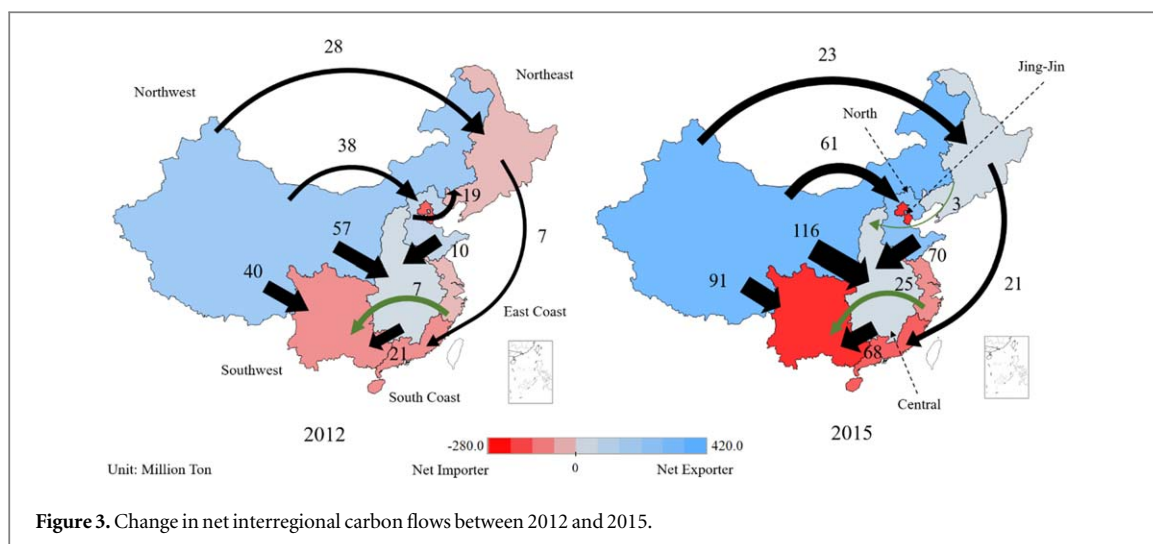 28
Northeast
Northwest
38
19
57
10
7
40
7
East Coast
21
Southwest
South Coast
2012
23
Jing-Jin
North
61
3
116
70
91
25
21
68
Central
2015
-280.0
420.0
Unit: Million Ton
Net Importer
0
Net Exporter
Figure 3. Change in net interregional carbon flows between 2012 and 2015.